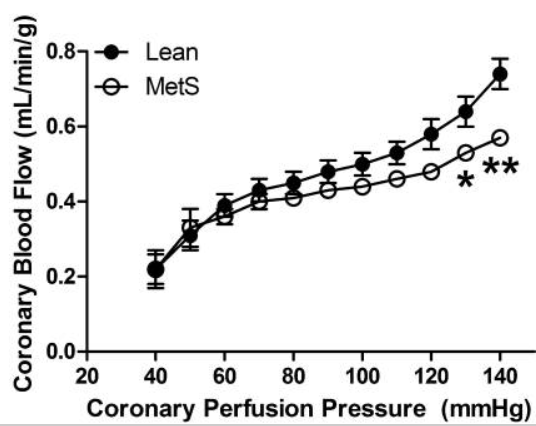 Coronary Blood Flow (mL/min/g)
0.8
0.6
0.4
0.2
0.0
Lean
MetS
*
**
20 40 60 80 100 120 140
Coronary Perfusion Pressure (mmHg)